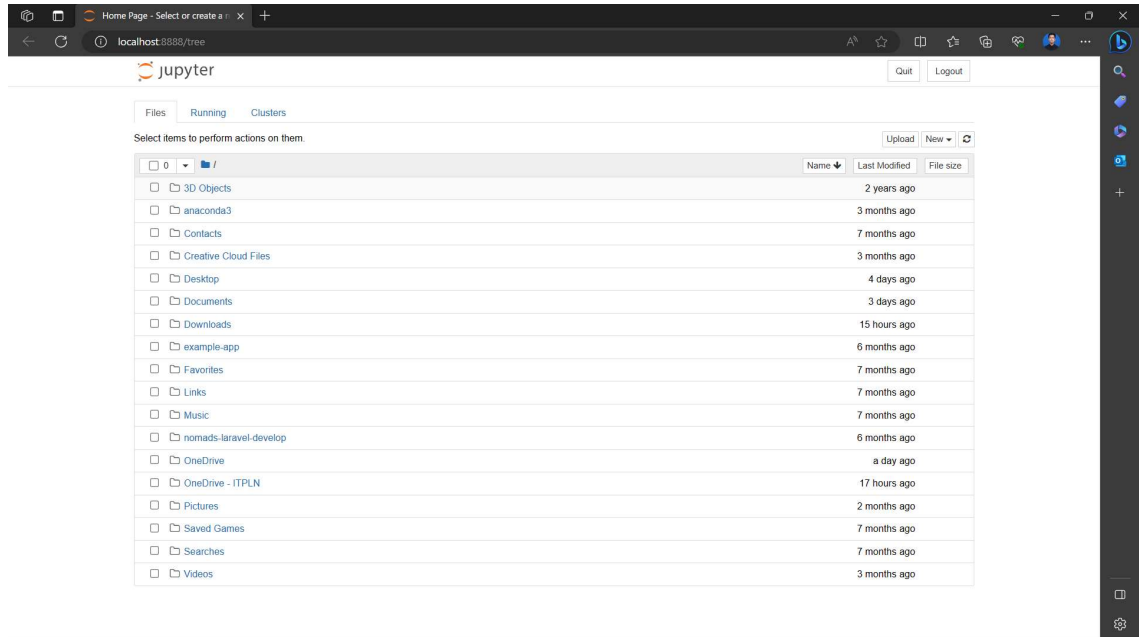 Home Page - Select or create a n
localhost:8888/tree
jupyter
Quit Logout
Files Running Clusters
Select items to perform actions on them.
Upload New
0 / Name Last Modified File size
3D Objects 2 years ago
anaconda3 3 months ago
Contacts 7 months ago
Creative Cloud Files 3 months ago
Desktop 4 days ago
Documents 3 days ago
Downloads 15 hours ago
example-app 6 months ago
Favorites 7 months ago
Links 7 months ago
Music 7 months ago
nomads-laravel-develop 6 months ago
OneDrive a day ago
OneDrive - ITPLN 17 hours ago
Pictures 2 months ago
Saved Games 7 months ago
Searches 7 months ago
Videos 3 months ago